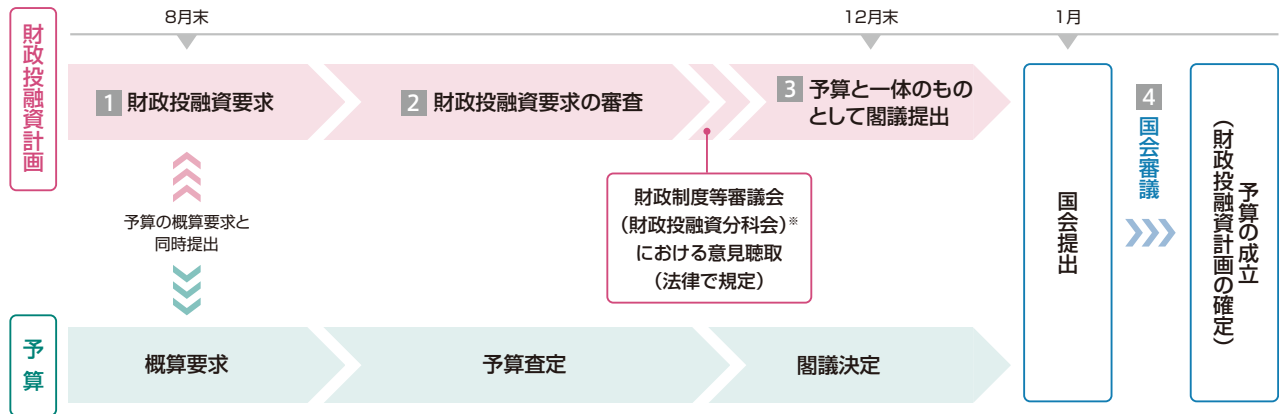 財政投融資計画
8月末
12月末
1月
1 財政投融資要求
2 財政投融資要求の審査
3 予算と一体のもの
として閣議提出
予算の概算要求と
同時提出
財政制度等審議会
(財政投融資分科会)※
における意見聴取
(法律で規定)
国会提出
4
国会審議
予算の成立
(財政投融資計画の確定)
予算
概算要求
予算査定
閣議決定